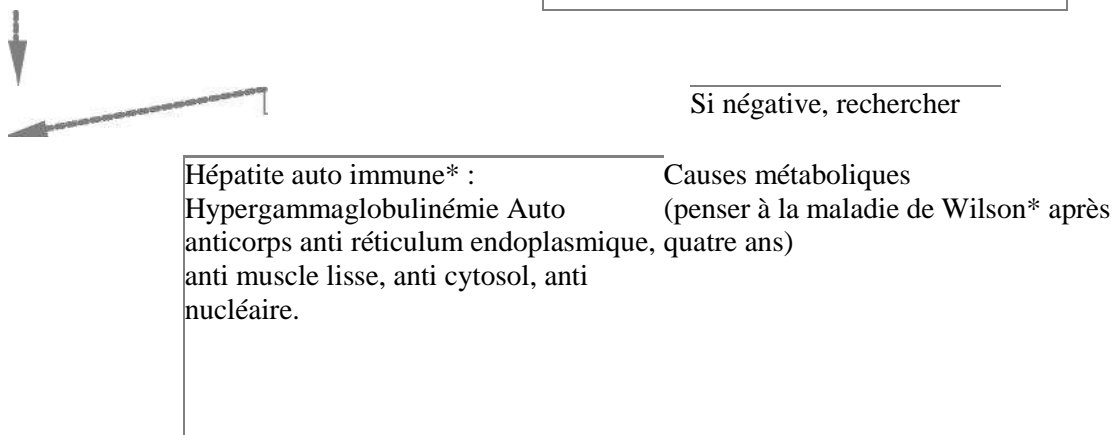 Si négative, rechercher
Hépatite auto immune* :
Hypergammaglobulinémie Auto
anticorps anti réticulum endoplasmique,
anti muscle lisse, anti cytosol, anti
nucléaire.
Causes métaboliques
(penser à la maladie de Wilson* après
quatre ans)